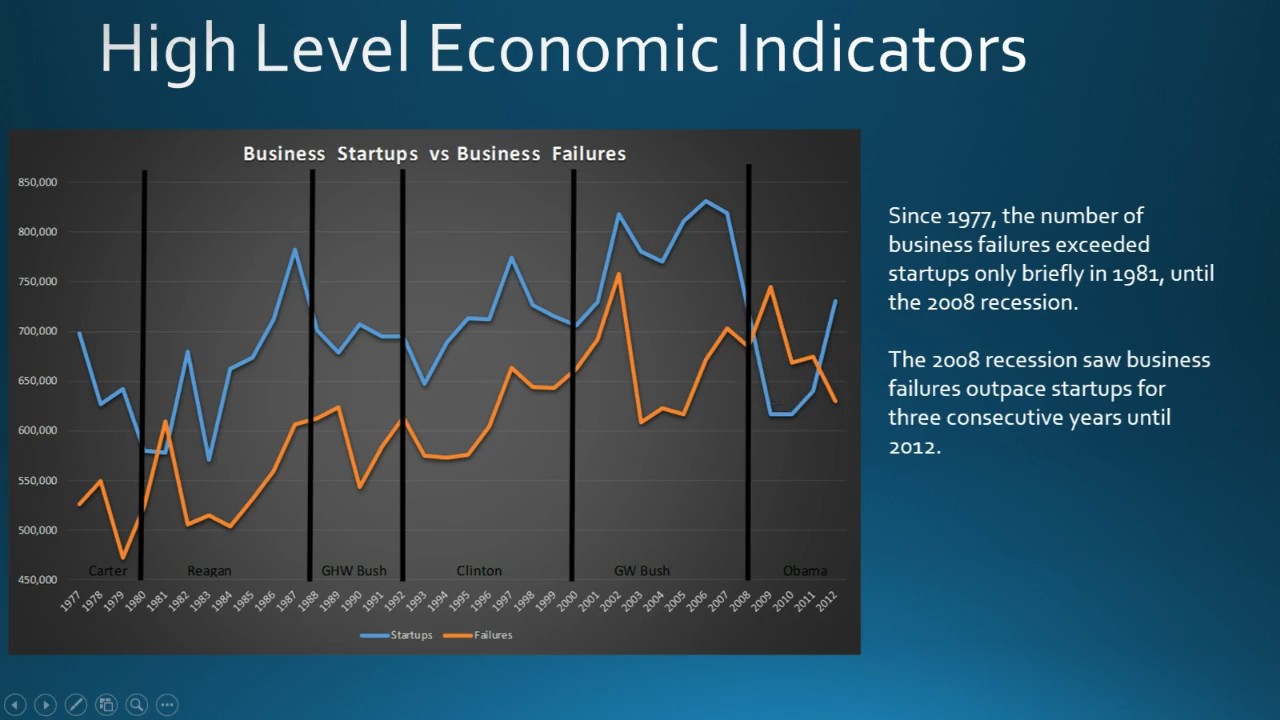 High Level Economic Indicators
Business Startups vs Business Failures
850,000
800,000
750,000
700,000
650,000
600,000
550,000
500,000
450,000
Carter Reagan GHW Bush Clinton GW Bush Obama
1977 1978 1979 1980 1981 1982 1983 1984 1985 1986 1987 1988 1989 1990 1991 1992 1993 1994 1995 1996 1997 1998 1999 2000 2001 2002 2003 2004 2005 2006 2007 2008 2009 2010 2011 2012
Startups Failures
Since 1977, the number of
business failures exceeded
startups only briefly in 1981, until
the 2008 recession.
The 2008 recession saw business
failures outpace startups for
three consecutive years until
2012.